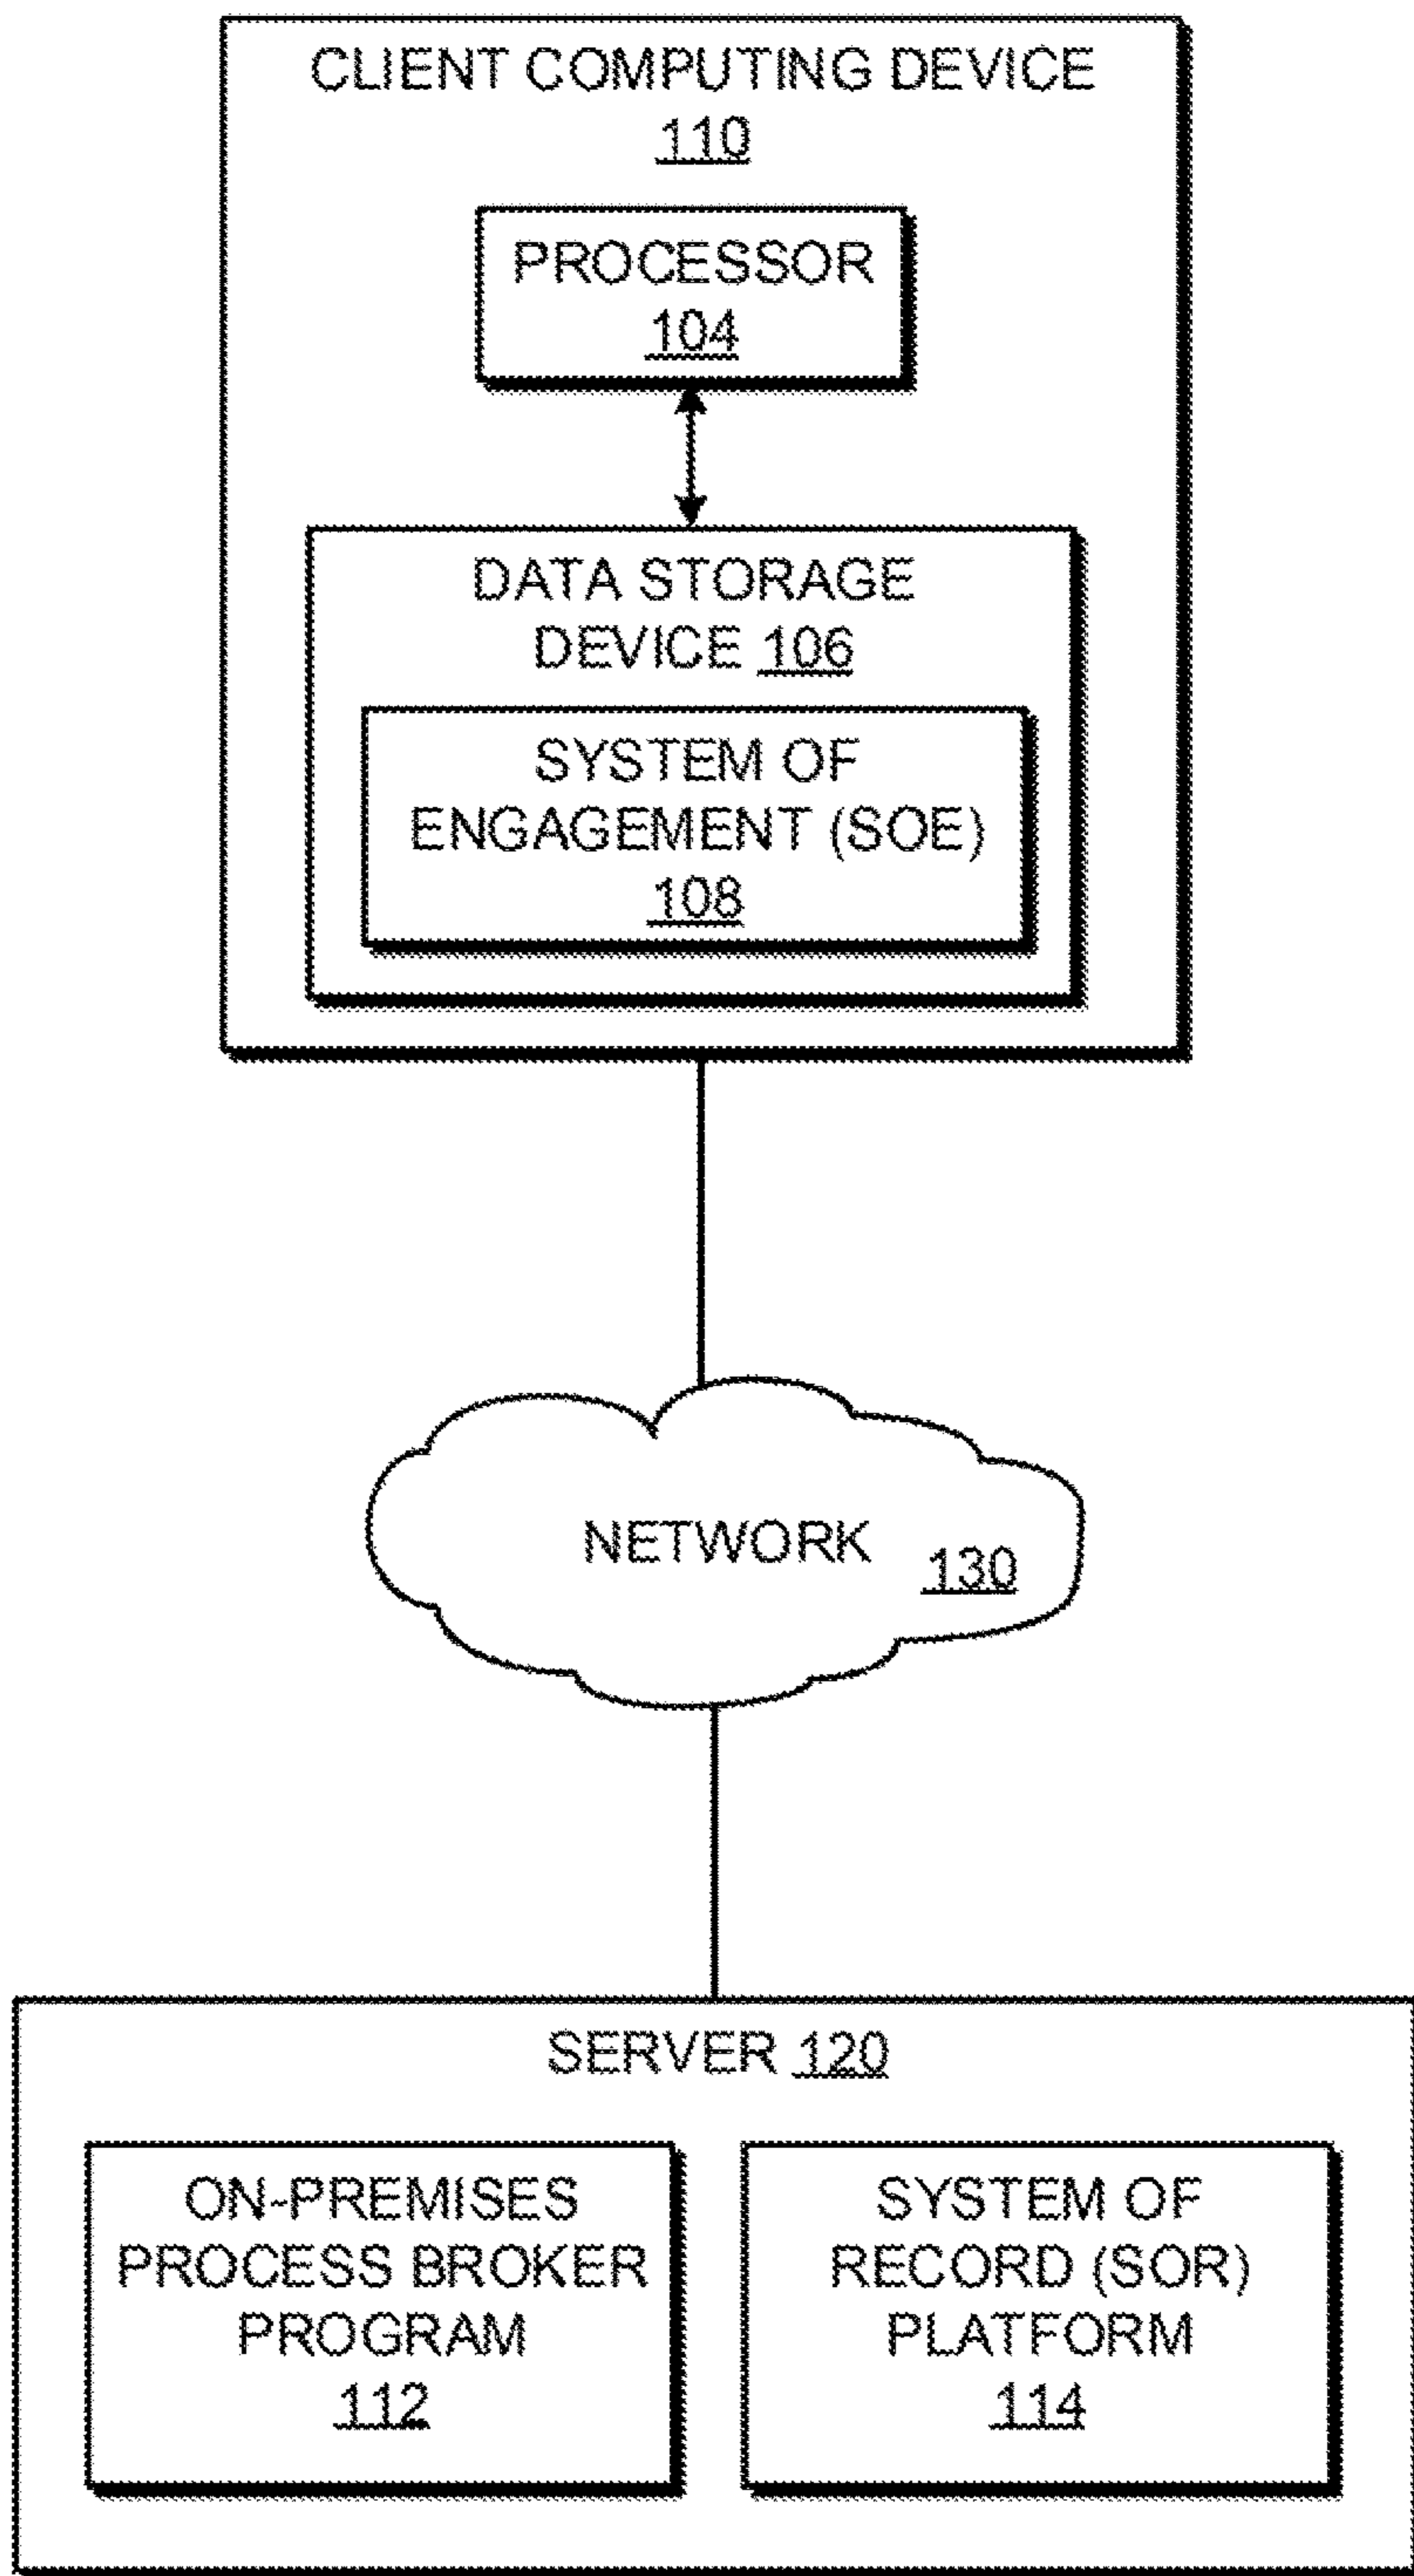 CLIENT COMPUTING DEVICE
110
PROCESSOR
104
DATA STORAGE
DEVICE 106
SYSTEM OF
ENGAGEMENT (SOE)
108
NETWORK 130
SERVER 120
ON-PREMISES
PROCESS BROKER
PROGRAM
112
SYSTEM OF
RECORD (SOR)
PLATFORM
114